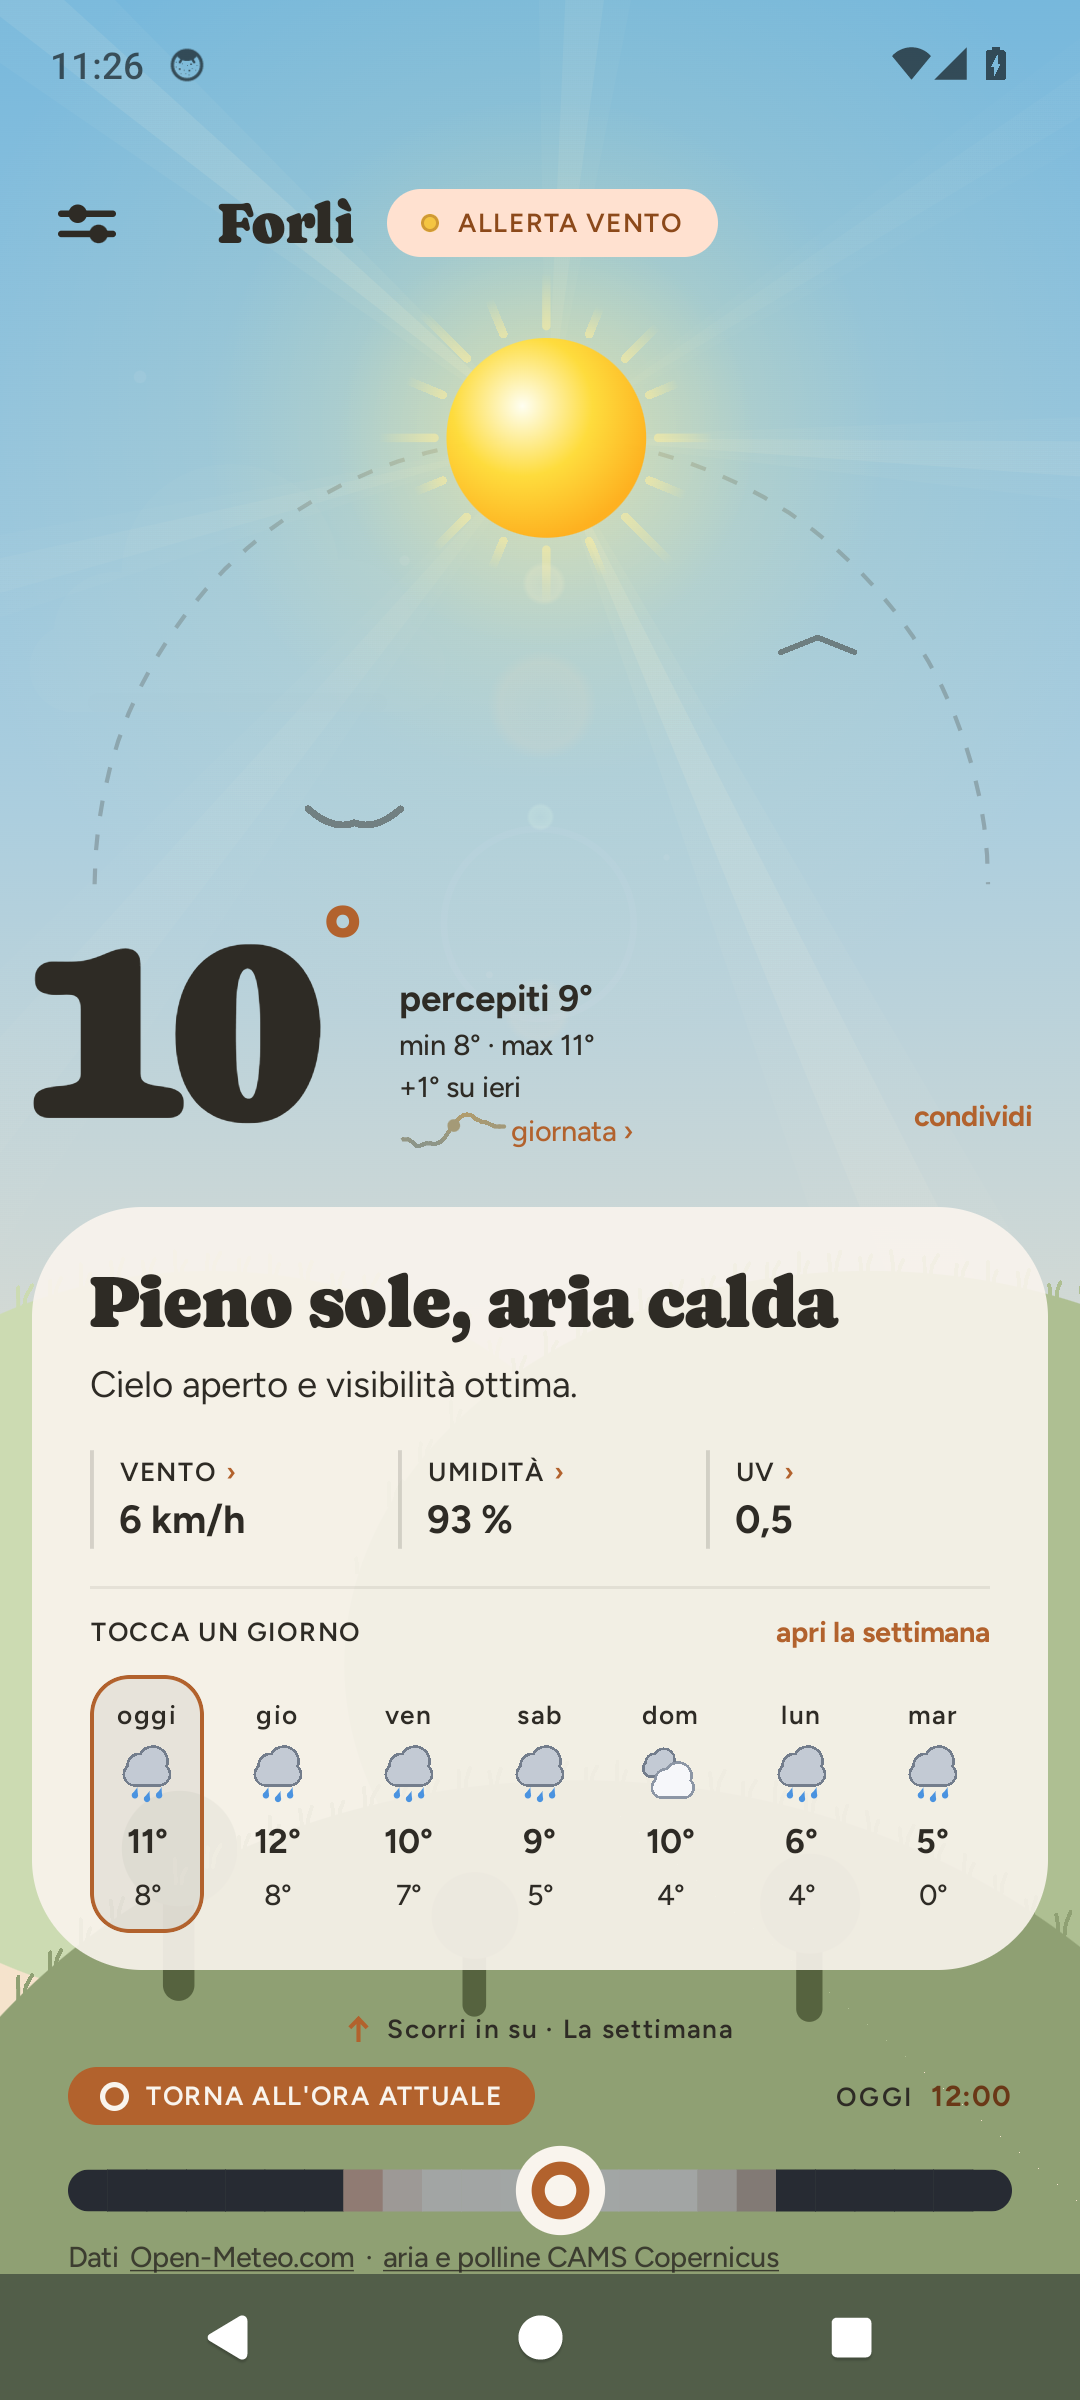 11:26
Forlì
ALLERTA VENTO
10°
percepiti 9°
min 8° · max 11°
+1° su ieri
giornata ›
condividi
Pieno sole, aria calda
Cielo aperto e visibilità ottima.
VENTO › UMIDITÀ › UV ›
6 km/h 93 % 0,5
TOCCA UN GIORNO apri la settimana
oggi gio ven sab dom lun mar
11° 12° 10° 9° 10° 6° 5°
8° 8° 7° 5° 4° 4° 0°
↑ Scorri in su · La settimana
TORNA ALL'ORA ATTUALE OGGI 12:00
Dati Open-Meteo.com · aria e polline CAMS Copernicus